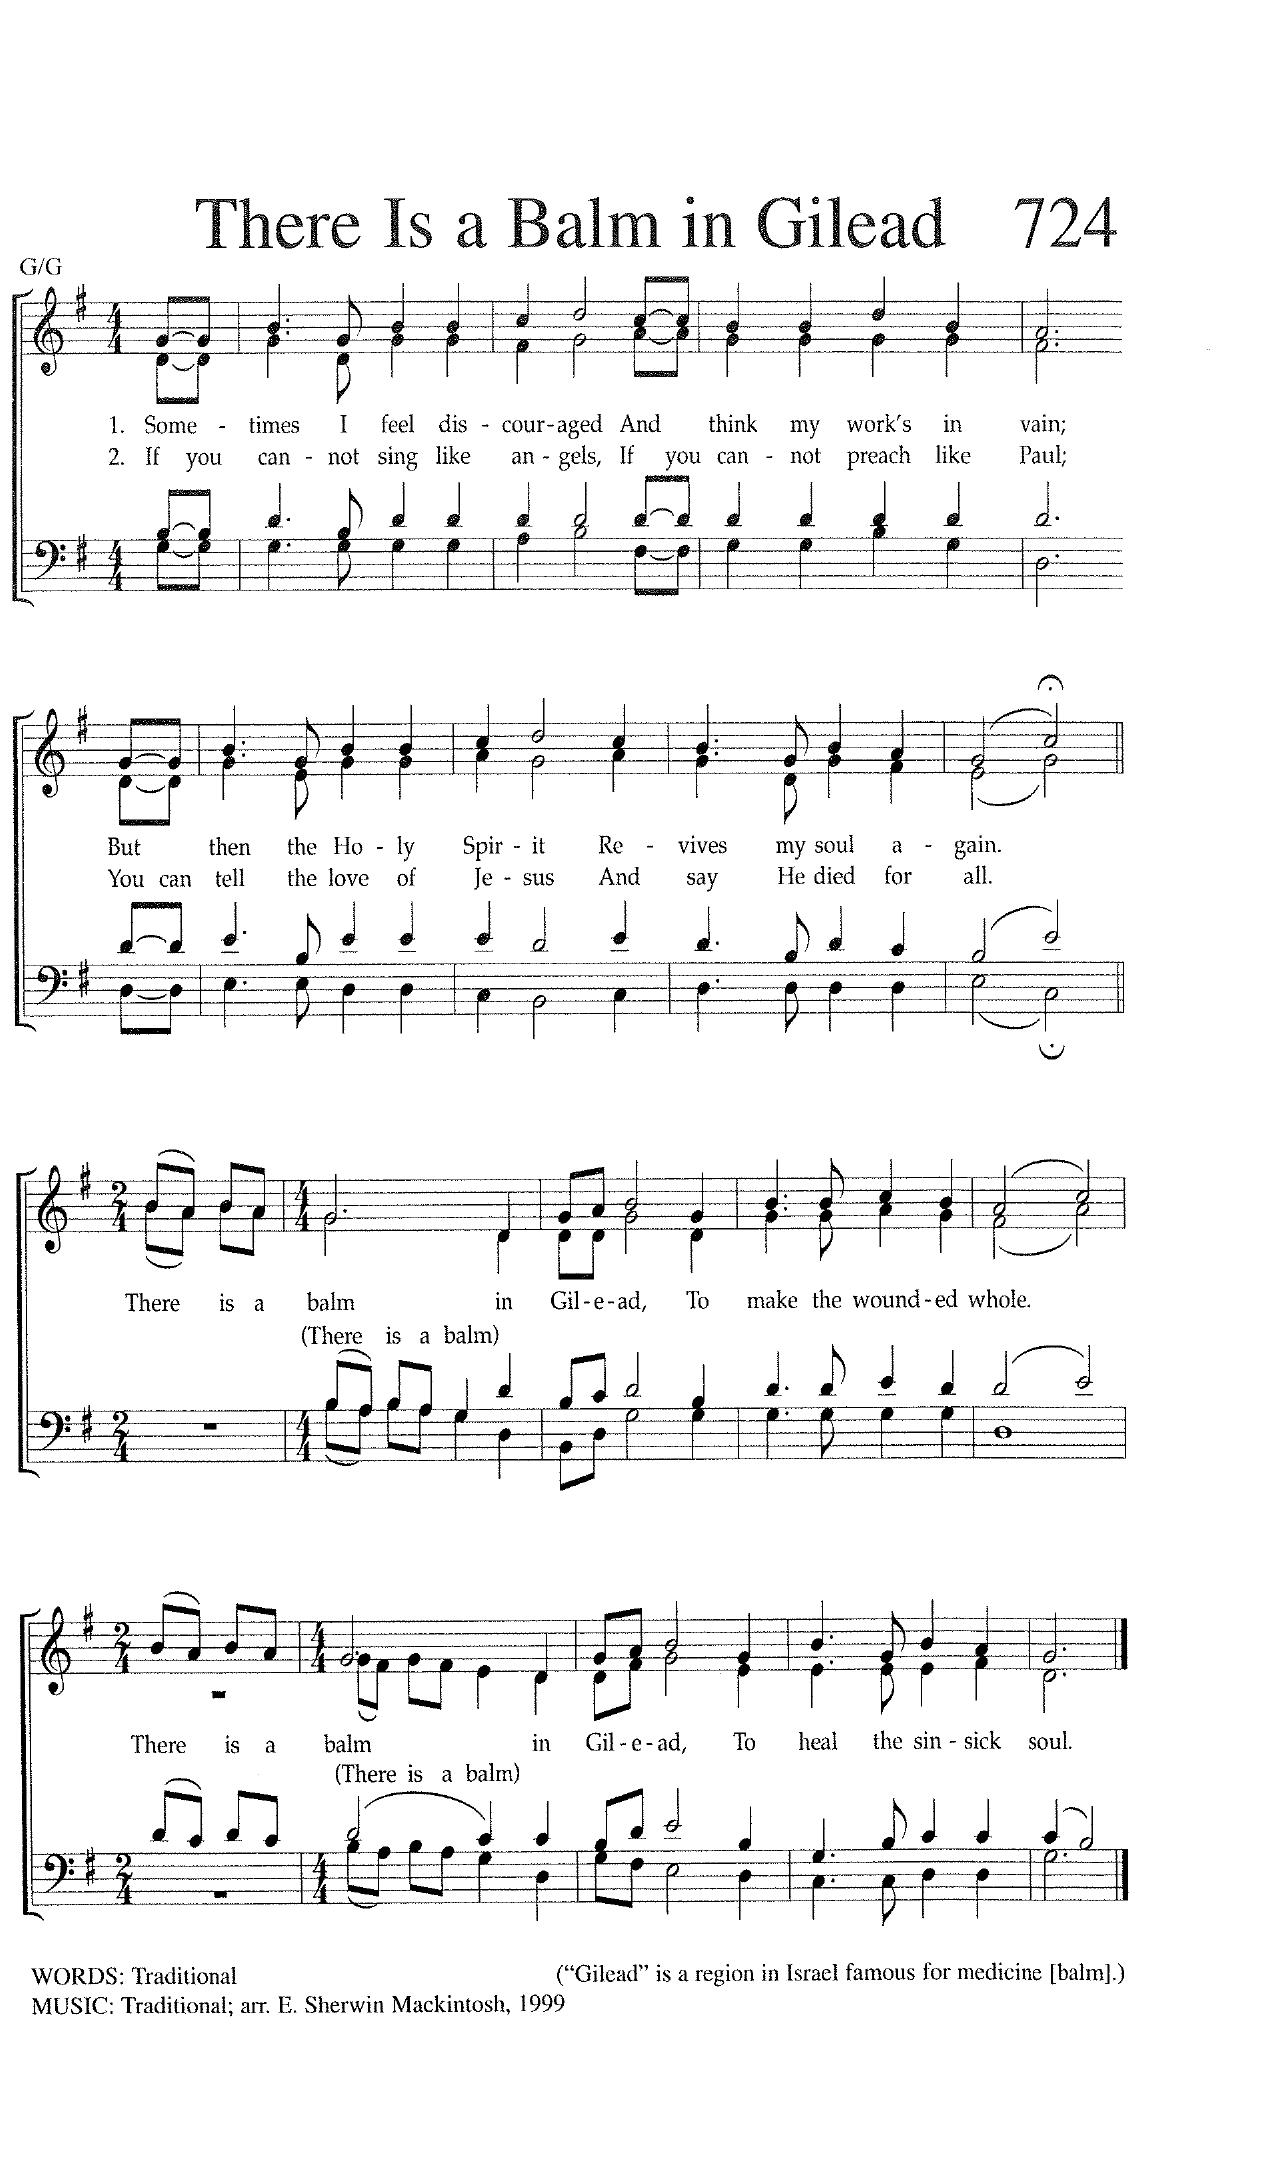 There Is a Balm in Gilead 724
G/G
1. Some - times I feel dis - cour-aged And think my work's in vain;
2. If you can - not sing like an - gels, If you can - not preach like Paul;
But then the Ho - ly Spir - it Re - vives my soul a - gain.
You can tell the love of Je - sus And say He died for all.
There is a balm in Gil-e-ad, To make the wound-ed whole.
(There is a balm)
There is a balm in Gil-e-ad, To heal the sin-sick soul.
(There is a balm)
WORDS: Traditional
("Gilead" is a region in Israel famous for medicine [balm].)
MUSIC: Traditional; arr. E. Sherwin Mackintosh, 1999